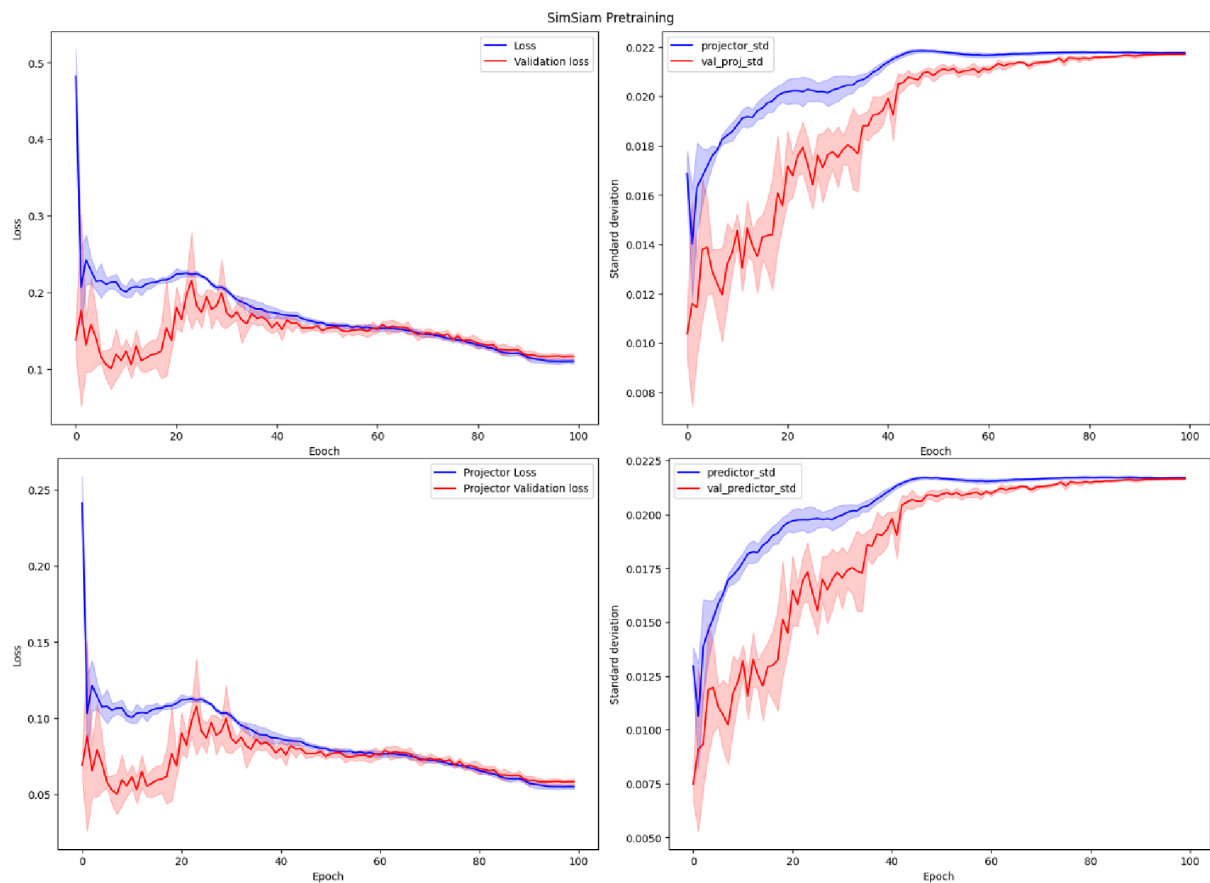 SimSiam Pretraining
Loss
Validation loss
0.5
0.4
0.3
0.2
0.1
Loss
0 20 40 60 80 100
Epoch
projector_std
val_proj_std
0.022
0.020
0.018
0.016
0.014
0.012
0.010
0.008
Standard deviation
0 20 40 60 80 100
Epoch
Projector Loss
Projector Validation loss
0.25
0.20
0.15
0.10
0.05
Loss
0 20 40 60 80 100
Epoch
predictor_std
val_predictor_std
0.0225
0.0200
0.0175
0.0150
0.0125
0.0100
0.0075
0.0050
Standard deviation
0 20 40 60 80 100
Epoch